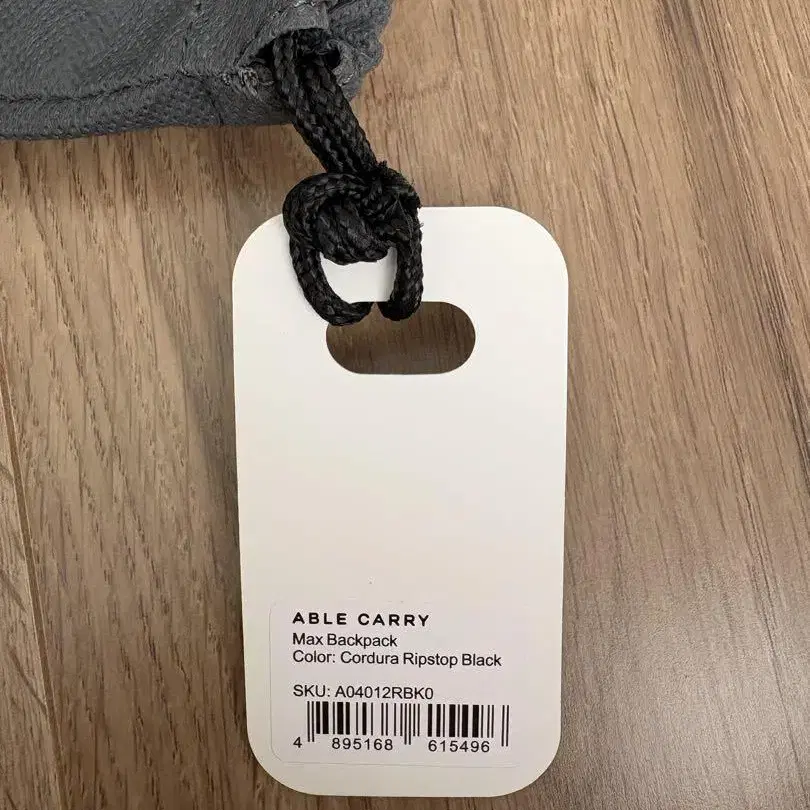 ABLE CARRY
Max Backpack
Color: Cordura Ripstop Black
SKU: A04012RBK0
4 895168 615496